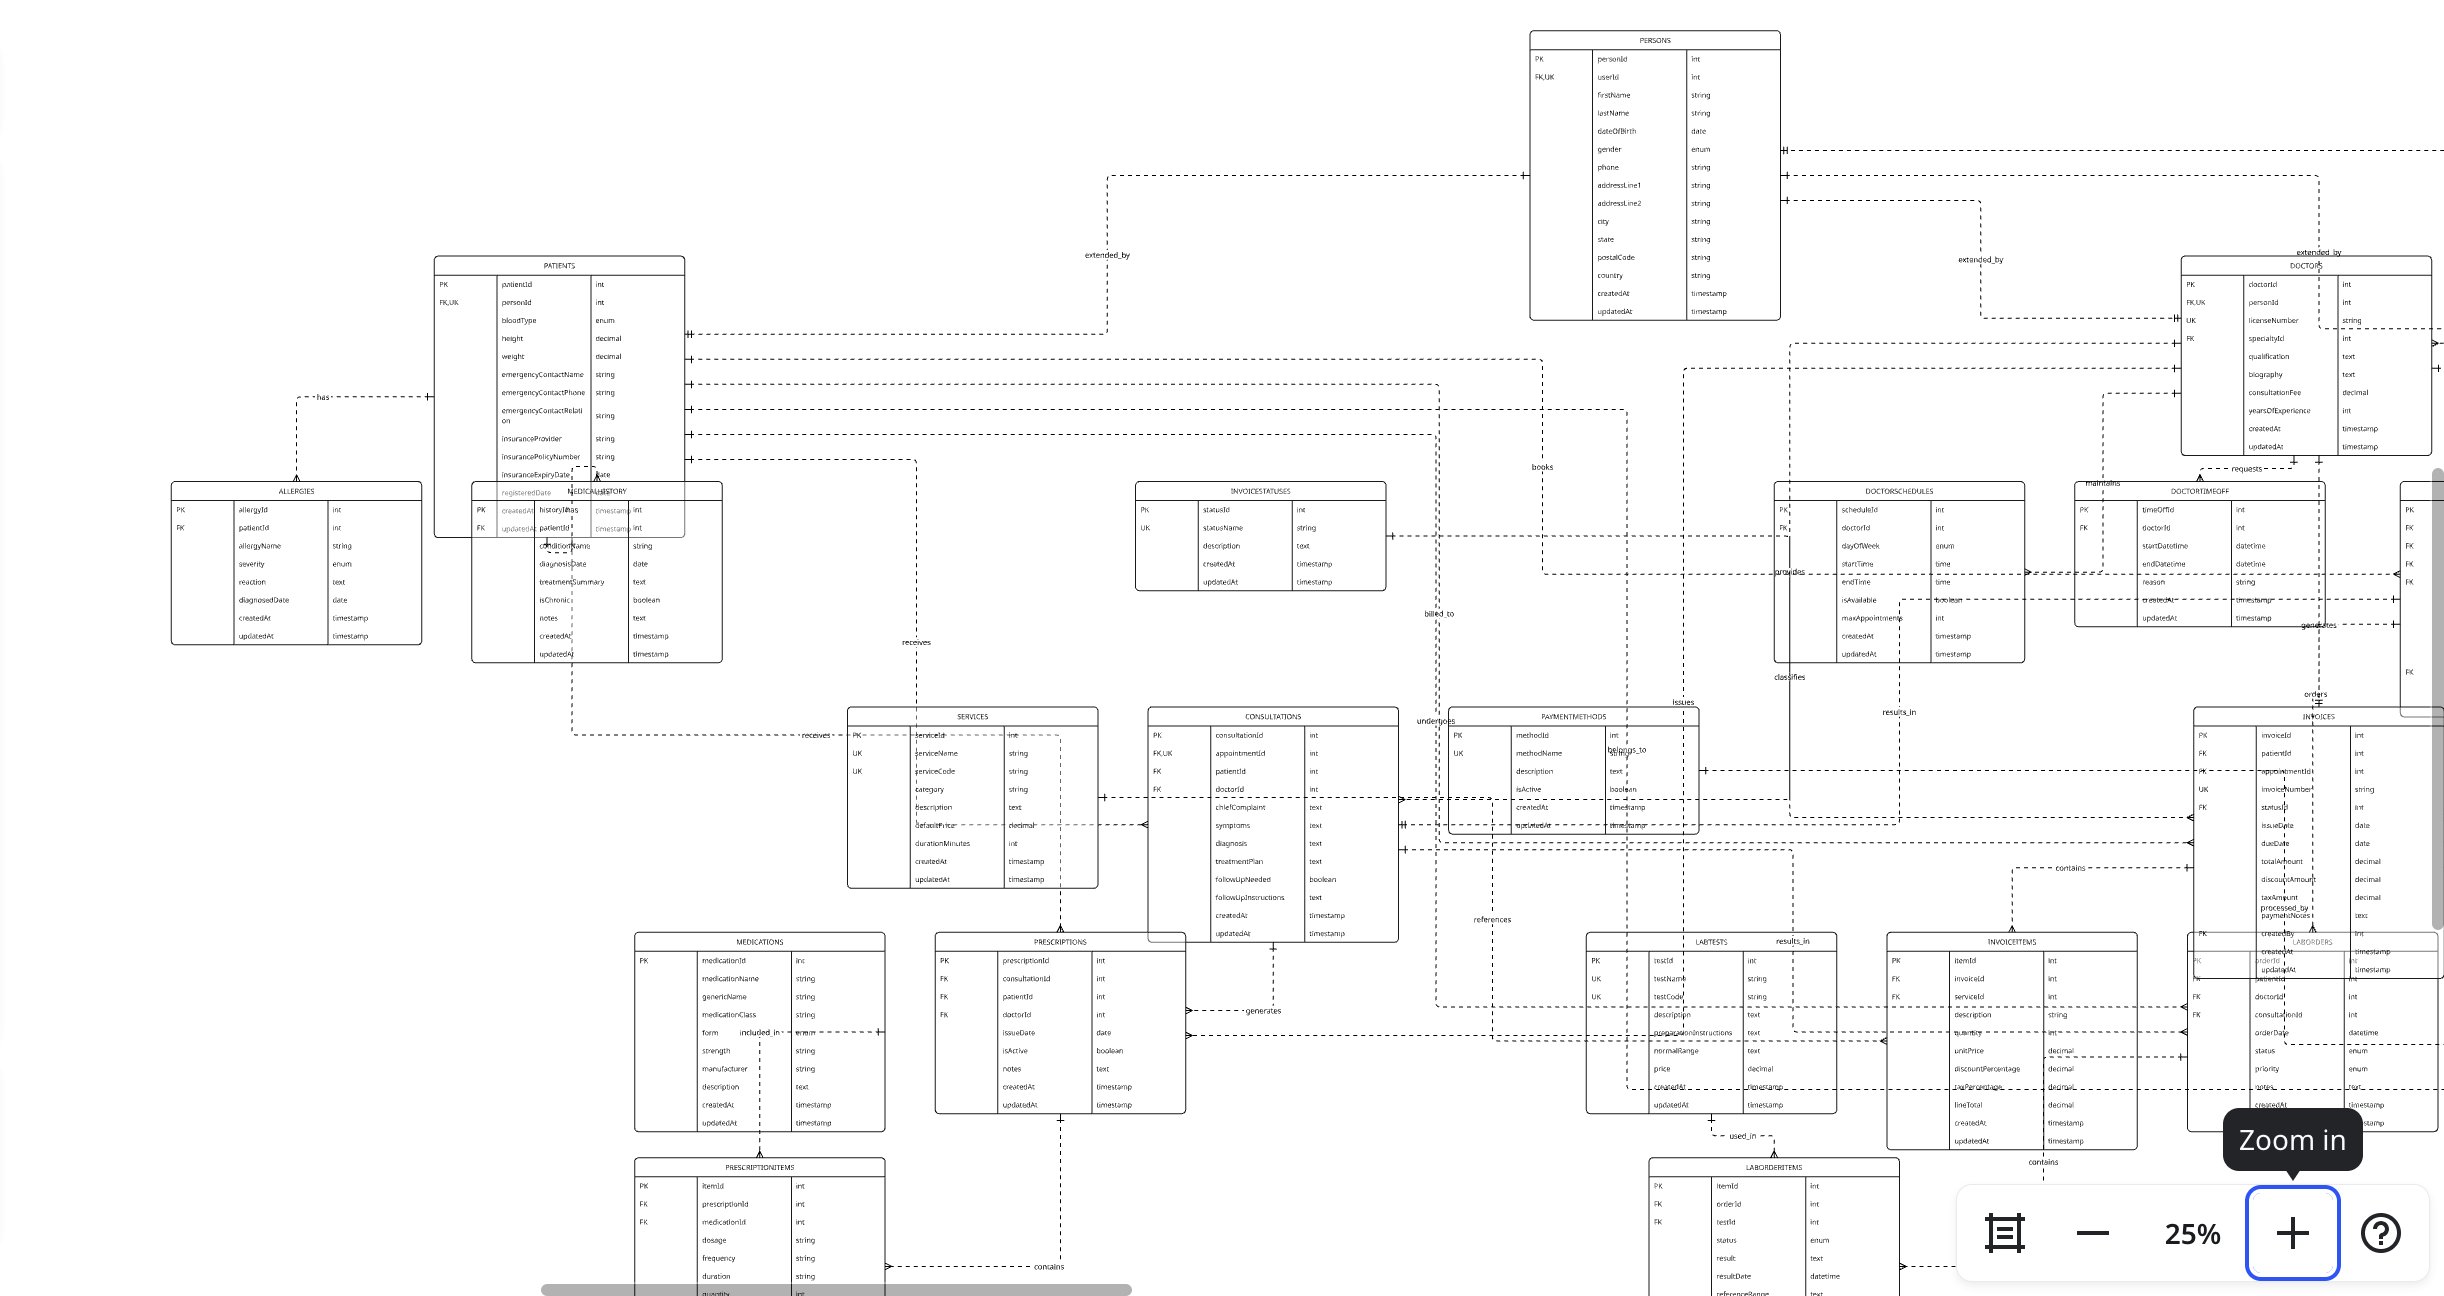 PERSONS
PK personId int
FK,UK userId int
firstName string
lastName string
dateOfBirth date
gender enum
phone string
addressLine1 string
addressLine2 string
city string
state string
postalCode string
country string
createdAt timestamp
updatedAt timestamp
extended_by
extended_by
extended_by
PATIENTS
PK patientId int
FK,UK personId int
bloodType enum
height decimal
weight decimal
emergencyContactName string
emergencyContactPhone string
emergencyContactRelati
on string
insuranceProvider string
insurancePolicyNumber string
insuranceExpiryDate date
registeredDate
createdAt timestamp
updatedAt timestamp
DOCTORS
PK doctorId int
FK,UK personId int
UK licenseNumber string
FK specialtyId int
qualification text
biography text
consultationFee decimal
yearsOfExperience int
createdAt timestamp
updatedAt timestamp
has
books
requests
maintains
ALLERGIES
PK allergyId int
FK patientId int
allergyName string
severity enum
reaction text
diagnosedDate date
createdAt timestamp
updatedAt timestamp
MEDICALHISTORY
PK historyId int
has
FK patientId int
conditionName string
diagnosisDate date
treatmentSummary text
isChronic boolean
notes text
createdAt timestamp
updatedAt timestamp
INVOICESTATUSES
PK statusId int
UK statusName string
description text
createdAt timestamp
updatedAt timestamp
DOCTORSCHEDULES
PK scheduleId int
FK doctorId int
dayOfWeek enum
startTime time
endTime time
isAvailable boolean
maxAppointments int
createdAt timestamp
updatedAt timestamp
DOCTORTIMEOFF
PK timeOffId int
FK doctorId int
startDatetime datetime
endDatetime datetime
reason string
createdAt timestamp
updatedAt timestamp
PK
FK
FK
FK
FK
FK
provides
billed_to
receives
generates
classifies
orders
issues
results_in
undergoes
belongs_to
receives
SERVICES
PK serviceId int
UK serviceName string
UK serviceCode string
category string
description text
defaultPrice decimal
durationMinutes int
createdAt timestamp
updatedAt timestamp
CONSULTATIONS
PK consultationId int
FK,UK appointmentId int
FK patientId int
FK doctorId int
chiefComplaint text
symptoms text
diagnosis text
treatmentPlan text
followUpNeeded boolean
followUpInstructions text
createdAt timestamp
updatedAt timestamp
PAYMENTMETHODS
PK methodId int
UK methodName string
description text
isActive boolean
createdAt timestamp
updatedAt timestamp
INVOICES
PK invoiceId int
FK patientId int
FK appointmentId int
UK invoiceNumber string
FK statusId int
issueDate date
dueDate date
totalAmount decimal
discountAmount decimal
taxAmount decimal
processed_by
paymentNotes text
FK createdBy int
createdAt timestamp
updatedAt timestamp
contains
references
results_in
MEDICATIONS
PK medicationId int
medicationName string
genericName string
medicationClass string
form enum
included_in
strength string
manufacturer string
description text
createdAt timestamp
updatedAt timestamp
PRESCRIPTIONS
PK prescriptionId int
FK consultationId int
FK patientId int
FK doctorId int
issueDate date
isActive boolean
notes text
createdAt timestamp
updatedAt timestamp
generates
LABTESTS
PK testId int
UK testName string
UK testCode string
description text
preparationInstructions text
normalRange text
price decimal
createdAt timestamp
updatedAt timestamp
INVOICEITEMS
PK itemId int
FK invoiceId int
FK serviceId int
description string
quantity int
unitPrice decimal
discountPercentage decimal
taxPercentage decimal
lineTotal decimal
createdAt timestamp
updatedAt timestamp
LABORDERS
PK orderId int
FK patientId int
FK doctorId int
FK consultationId int
orderDate datetime
status enum
priority enum
notes text
createdAt timestamp
used_in
contains
PRESCRIPTIONITEMS
PK itemId int
FK prescriptionId int
FK medicationId int
dosage string
frequency string
duration string
quantity int
contains
LABORDERITEMS
PK itemId int
FK orderId int
FK testId int
status enum
result text
resultDate datetime
referenceRange text
Zoom in
25%